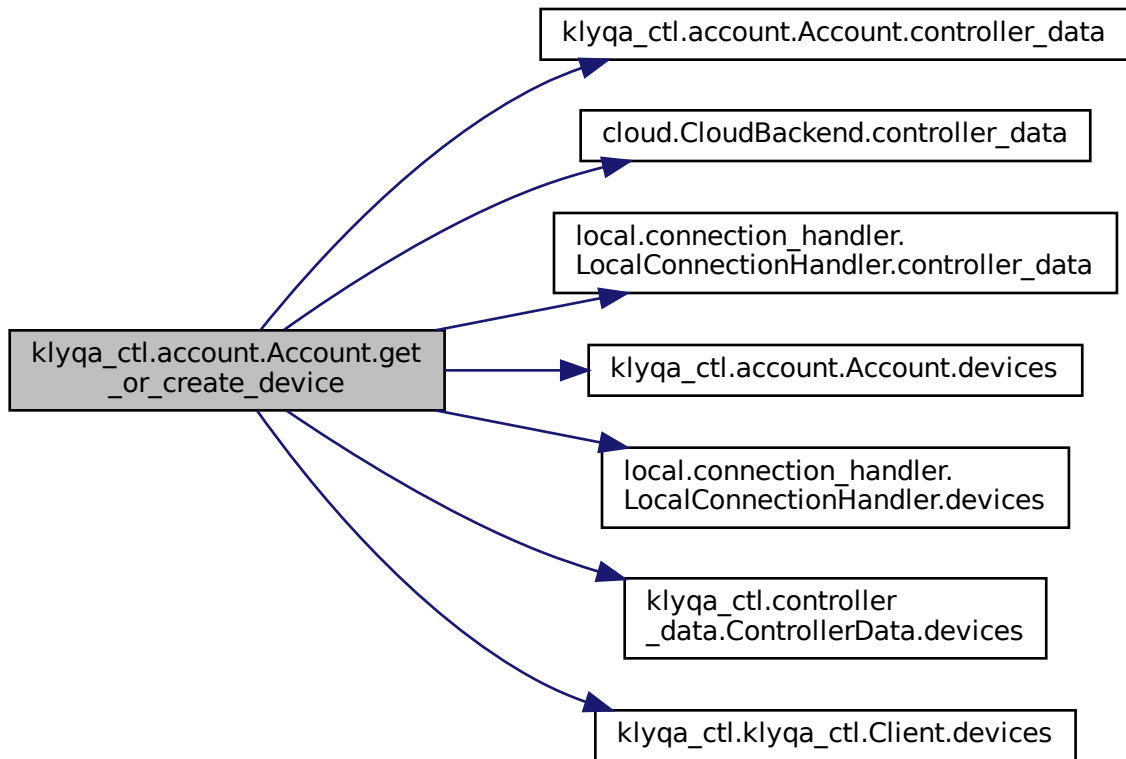 klyqa_ctl.account.Account.controller_data
cloud.CloudBackend.controller_data
local.connection_handler.
LocalConnectionHandler.controller_data
klyqa_ctl.account.Account.get
_or_create_device
klyqa_ctl.account.Account.devices
local.connection_handler.
LocalConnectionHandler.devices
klyqa_ctl.controller
_data.ControllerData.devices
klyqa_ctl.klyqa_ctl.Client.devices